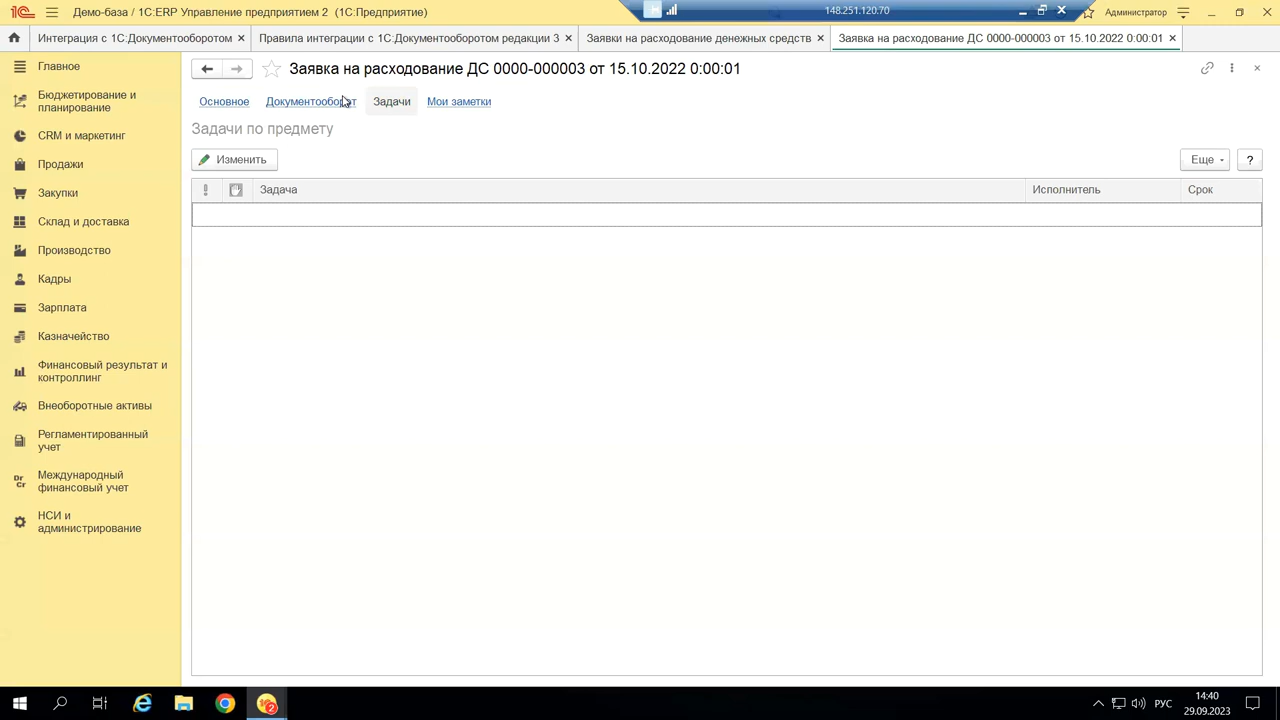 Демо-база / 1С:ERP Управление предприятием 2 (1С:Предприятие)
148.251.120.70
Администратор
Интеграция с 1С:Документооборотом
Правила интеграции с 1С:Документооборотом редакции 3
Заявки на расходование денежных средств
Заявка на расходование ДС 0000-000003 от 15.10.2022 0:00:01
Главное
Бюджетирование и
планирование
CRM и маркетинг
Продажи
Закупки
Склад и доставка
Производство
Кадры
Зарплата
Казначейство
Финансовый результат и
контроллинг
Внеоборотные активы
Регламентированный
учет
Международный
финансовый учет
НСИ и
администрирование
Заявка на расходование ДС 0000-000003 от 15.10.2022 0:00:01
Основное
Документооборот
Задачи
Мои заметки
Задачи по предмету
Изменить
Еще
?
!
Задача
Исполнитель
Срок
РУС
14:40
29.09.2023